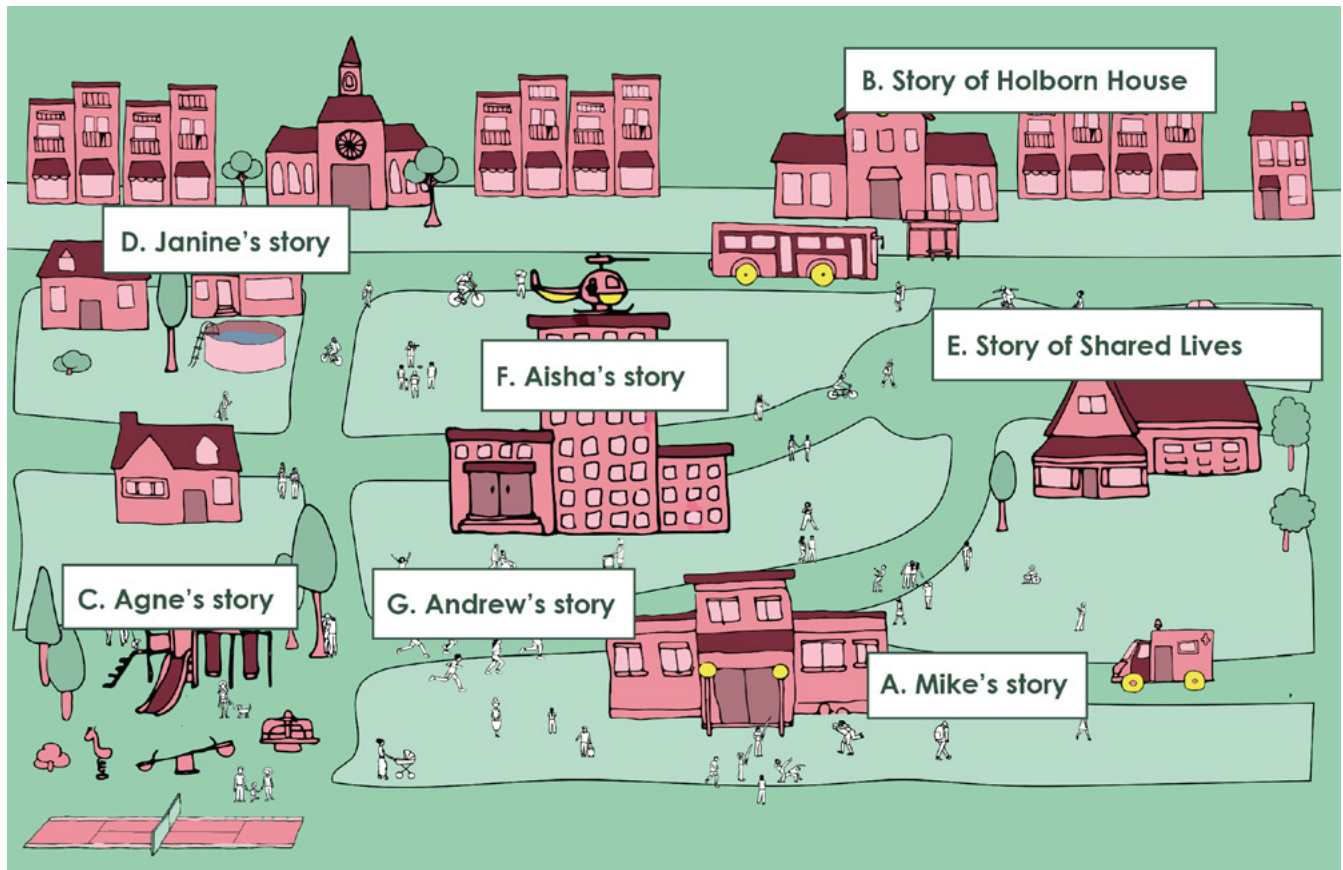 B. Story of Holborn House
D. Janine's story
E. Story of Shared Lives
F. Aisha's story
C. Agne's story
G. Andrew's story
A. Mike's story